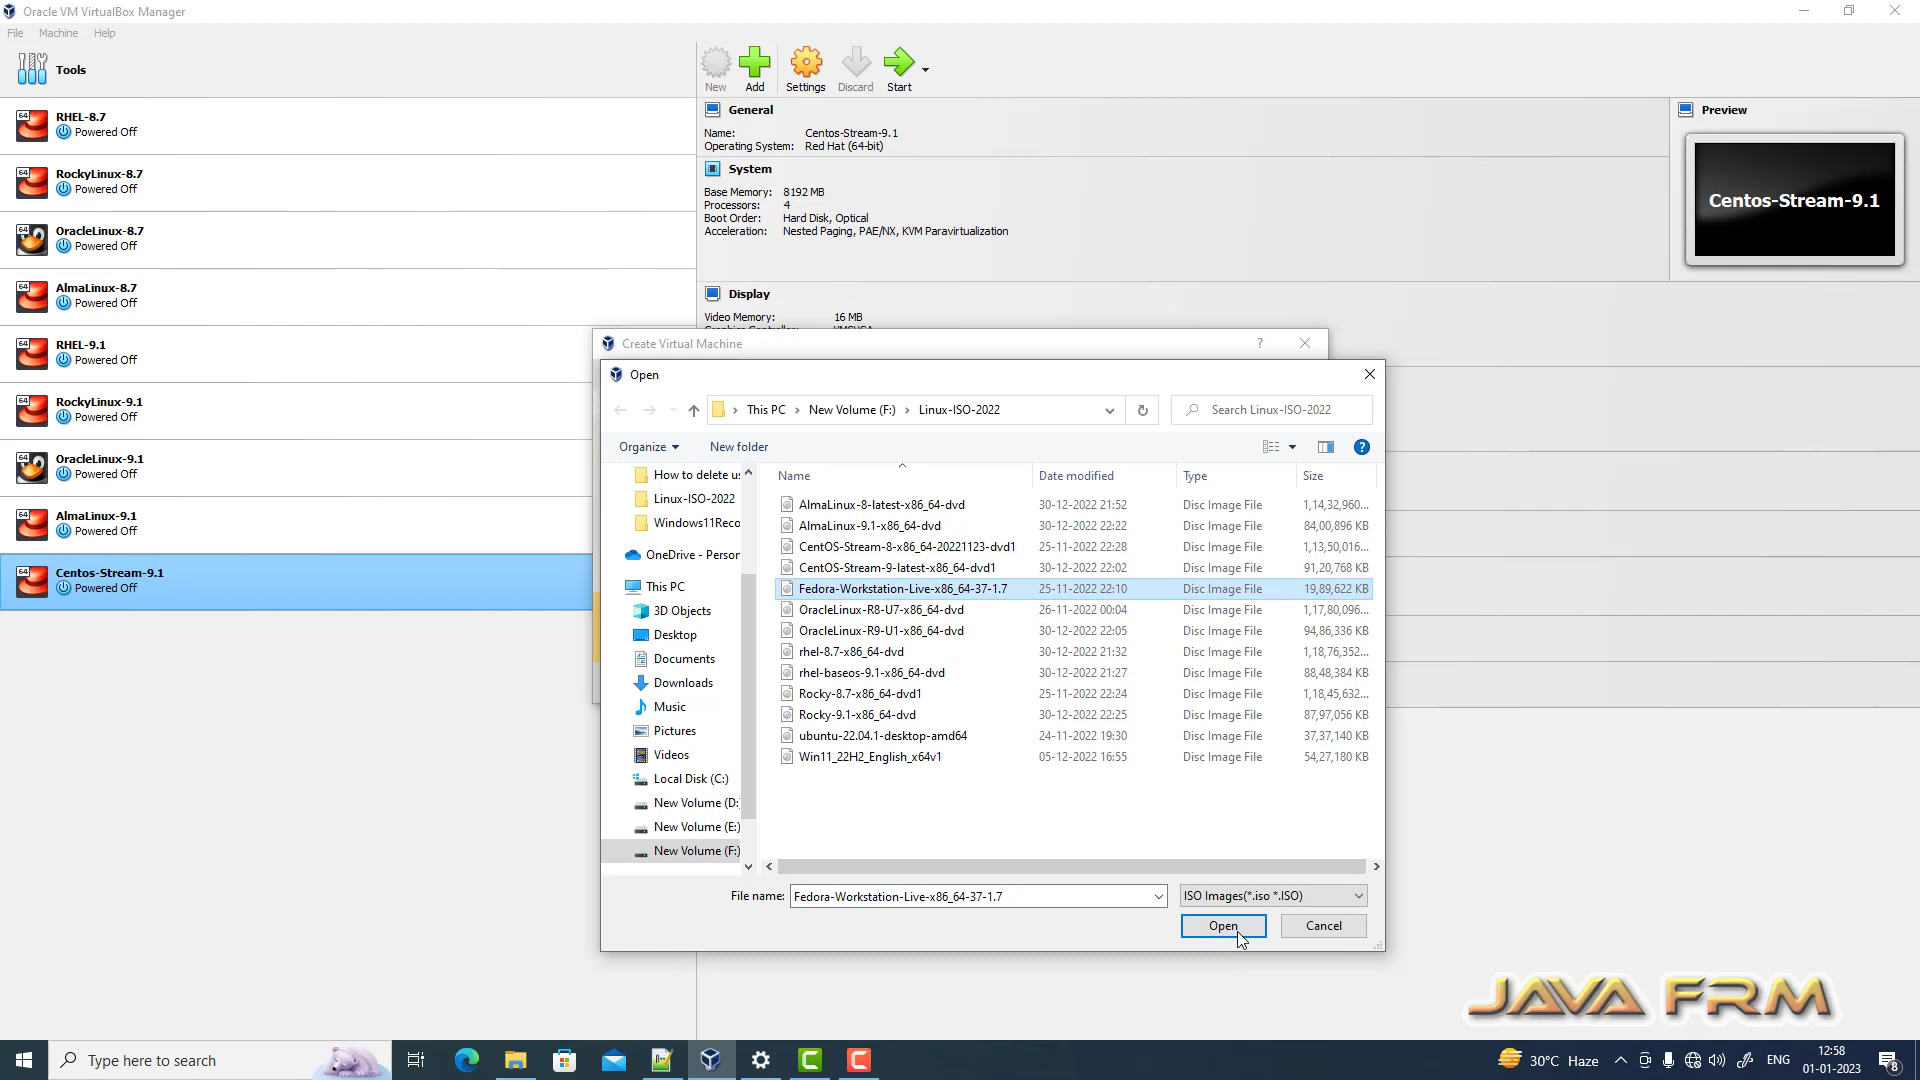 Oracle VM VirtualBox Manager
File Machine Help
Tools
New Add Settings Discard Start
64 RHEL-8.7
Powered Off
64 RockyLinux-8.7
Powered Off
64 OracleLinux-8.7
Powered Off
64 AlmaLinux-8.7
Powered Off
64 RHEL-9.1
Powered Off
64 RockyLinux-9.1
Powered Off
64 OracleLinux-9.1
Powered Off
64 AlmaLinux-9.1
Powered Off
64 Centos-Stream-9.1
Powered Off
General
Name: Centos-Stream-9.1
Operating System: Red Hat (64-bit)
System
Base Memory: 8192 MB
Processors: 4
Boot Order: Hard Disk, Optical
Acceleration: Nested Paging, PAE/NX, KVM Paravirtualization
Display
Video Memory: 16 MB
Preview
Centos-Stream-9.1
Create Virtual Machine ?
Open
This PC › New Volume (F:) › Linux-ISO-2022
Search Linux-ISO-2022
Organize New folder
How to delete u
Linux-ISO-2022
Windows11Reco
OneDrive - Person
This PC
3D Objects
Desktop
Documents
Downloads
Music
Pictures
Videos
Local Disk (C:)
New Volume (D:
New Volume (E:)
New Volume (F:)
Name Date modified Type Size
AlmaLinux-8-latest-x86_64-dvd 30-12-2022 21:52 Disc Image File 1,14,32,960...
AlmaLinux-9.1-x86_64-dvd 30-12-2022 22:22 Disc Image File 84,00,896 KB
CentOS-Stream-8-x86_64-20221123-dvd1 25-11-2022 22:28 Disc Image File 1,13,50,016...
CentOS-Stream-9-latest-x86_64-dvd1 30-12-2022 22:02 Disc Image File 91,20,768 KB
Fedora-Workstation-Live-x86_64-37-1.7 25-11-2022 22:10 Disc Image File 19,89,622 KB
OracleLinux-R8-U7-x86_64-dvd 26-11-2022 00:04 Disc Image File 1,17,80,096...
OracleLinux-R9-U1-x86_64-dvd 30-12-2022 22:05 Disc Image File 94,86,336 KB
rhel-8.7-x86_64-dvd 30-12-2022 21:32 Disc Image File 1,18,76,352...
rhel-baseos-9.1-x86_64-dvd 30-12-2022 21:27 Disc Image File 88,48,384 KB
Rocky-8.7-x86_64-dvd1 25-11-2022 22:24 Disc Image File 1,18,45,632...
Rocky-9.1-x86_64-dvd 30-12-2022 22:25 Disc Image File 87,97,056 KB
ubuntu-22.04.1-desktop-amd64 24-11-2022 19:30 Disc Image File 37,37,140 KB
Win11_22H2_English_x64v1 05-12-2022 16:55 Disc Image File 54,27,180 KB
File name: Fedora-Workstation-Live-x86_64-37-1.7 ISO Images(*.iso *.ISO)
Open Cancel
JAVA FRM
Type here to search
30°C Haze ENG 12:58
01-01-2023 8